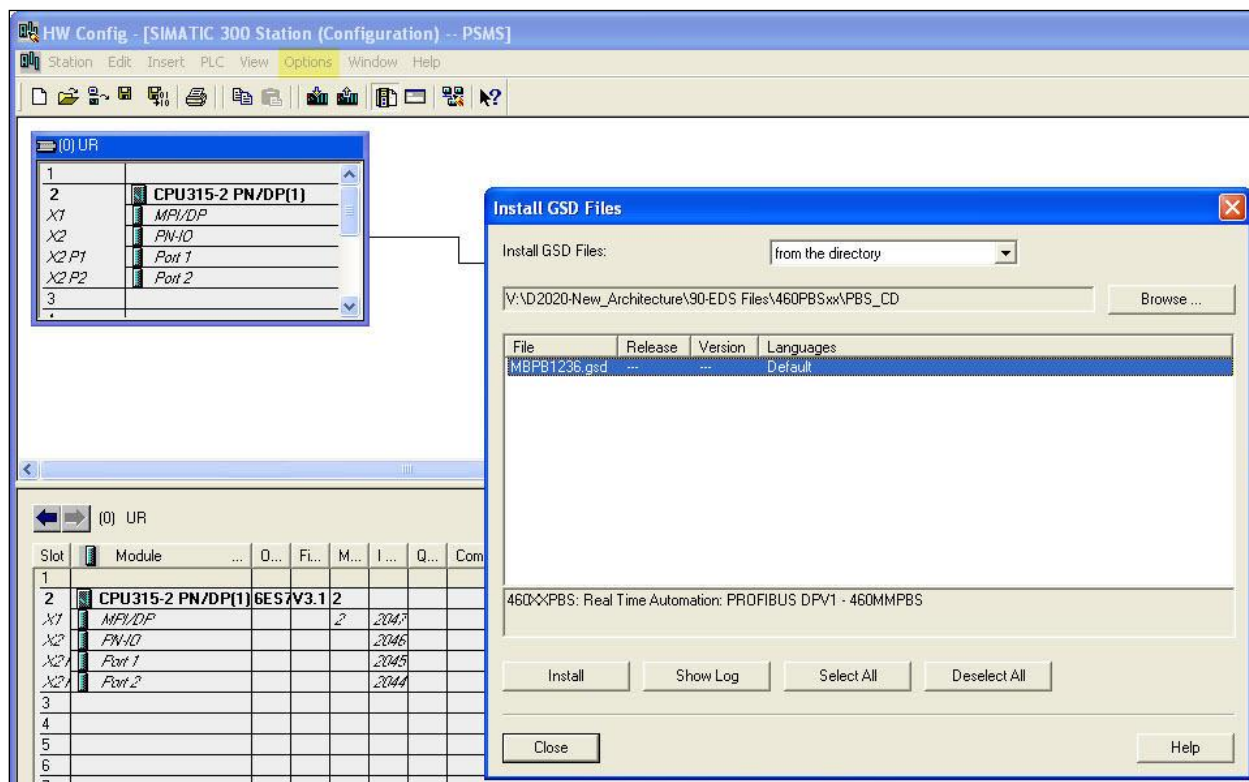 HW Config - [SIMATIC 300 Station (Configuration) -- PSMS]
Station Edit Insert PLC View Options Window Help
(0) UR
1
2 CPU315-2 PN/DP(1)
X1 MPI/DP
X2 PN-IO
X2 P1 Port 1
X2 P2 Port 2
3
Install GSD Files
Install GSD Files: from the directory
V:\D2020-New_Architecture\90-EDS Files\460PBSxx\PBS_CD Browse ...
File Release Version Languages
MBPB1236.gsd --- --- Default
460XXPBS: Real Time Automation: PROFIBUS DPV1 - 460MMPBS
Install Show Log Select All Deselect All
Close Help
(0) UR
Slot Module ... O... Fi... M... I ... Q... Com
1
2 CPU315-2 PN/DP(1) 6ES7 V3.1 2
X1 MPI/DP 2 2047
X2 PN-IO 2046
X2 Port 1 2045
X2 Port 2 2044
3
4
5
6